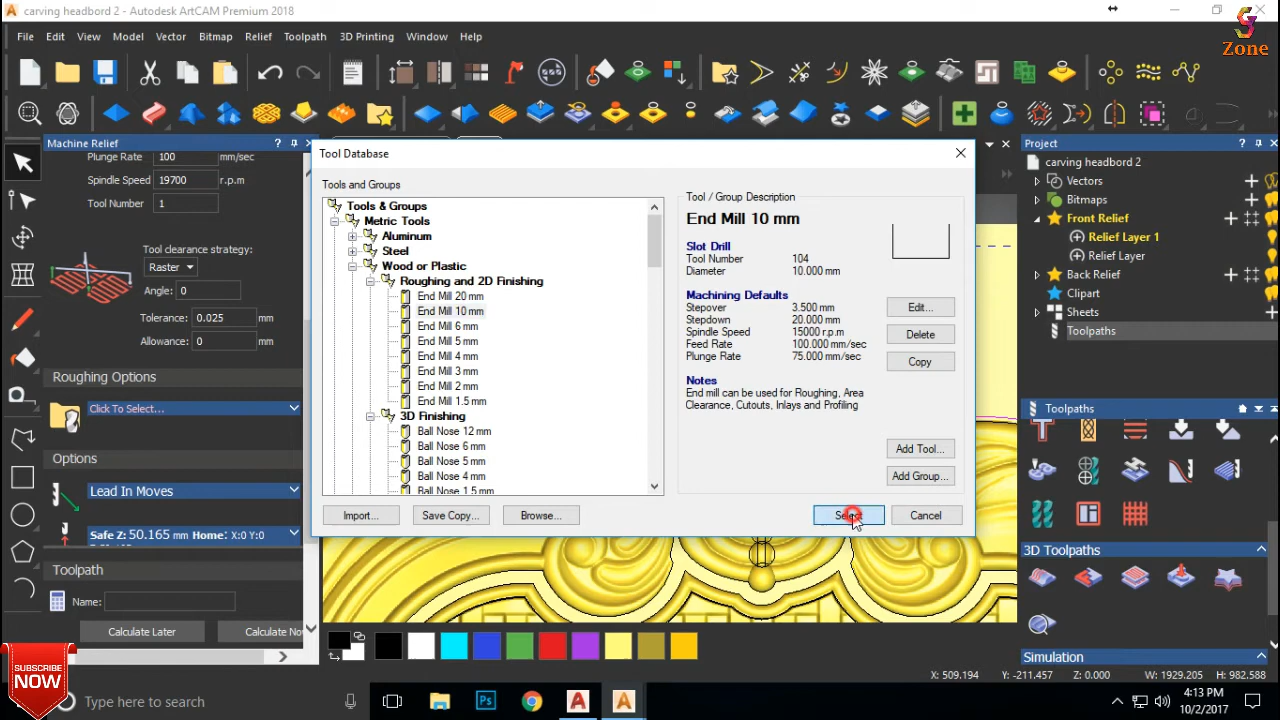 carving headbord 2 - Autodesk ArtCAM Premium 2018
Zone
File Edit View Model Vector Bitmap Relief Toolpath 3D Printing Window Help
Machine Relief
Plunge Rate 100 mm/sec
Spindle Speed 19700 r.p.m
Tool Number 1
Tool clearance strategy:
Raster
Angle: 0
Tolerance: 0.025 mm
Allowance: 0 mm
Roughing Options
Click To Select...
Options
Lead In Moves
Safe Z: 50.165 mm Home: X:0 Y:0
Toolpath
Name:
Calculate Later
Calculate No
Tool Database
Tools and Groups
Tools & Groups
Metric Tools
Aluminum
Steel
Wood or Plastic
Roughing and 2D Finishing
End Mill 20 mm
End Mill 10 mm
End Mill 6 mm
End Mill 5 mm
End Mill 4 mm
End Mill 3 mm
End Mill 2 mm
End Mill 1.5 mm
3D Finishing
Ball Nose 12 mm
Ball Nose 6 mm
Ball Nose 5 mm
Ball Nose 4 mm
Ball Nose 1.5 mm
Import...
Save Copy...
Browse...
Tool / Group Description
End Mill 10 mm
Slot Drill
Tool Number 104
Diameter 10.000 mm
Machining Defaults
Stepover 3.500 mm
Stepdown 20.000 mm
Spindle Speed 15000 r.p.m
Feed Rate 100.000 mm/sec
Plunge Rate 75.000 mm/sec
Notes
End mill can be used for Roughing, Area
Clearance, Cutouts, Inlays and Profiling
Edit...
Delete
Copy
Add Tool...
Add Group...
Select
Cancel
Project
carving headbord 2
Vectors
Bitmaps
Front Relief
Relief Layer 1
Relief Layer
Back Relief
Clipart
Sheets
Toolpaths
Toolpaths
3D Toolpaths
Simulation
X: 509.194 Y: -211.457 Z: 0.000 W: 1929.205 H: 982.588
SUBSCRIBE
NOW
Type here to search
4:13 PM
10/2/2017